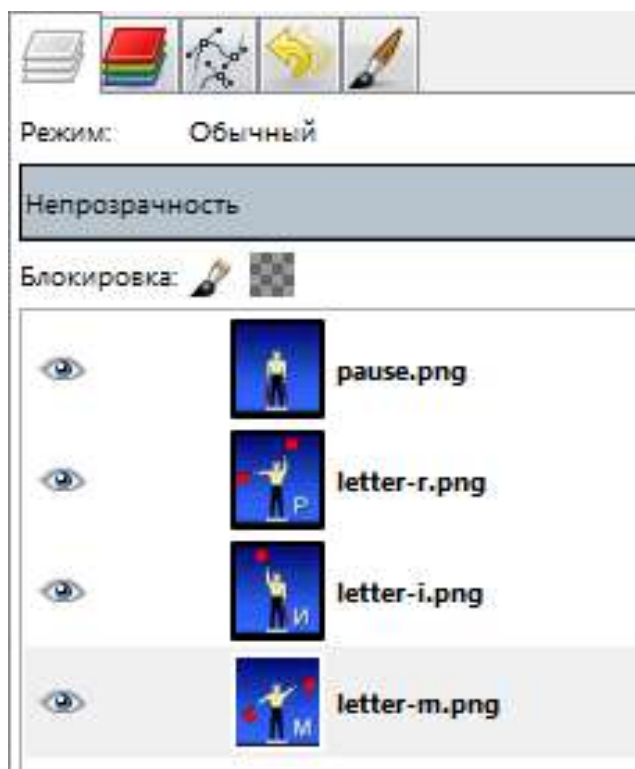 Режим: Обычный
Непрозрачность
Блокировка:
pause.png
Р letter-r.png
И letter-i.png
М letter-m.png